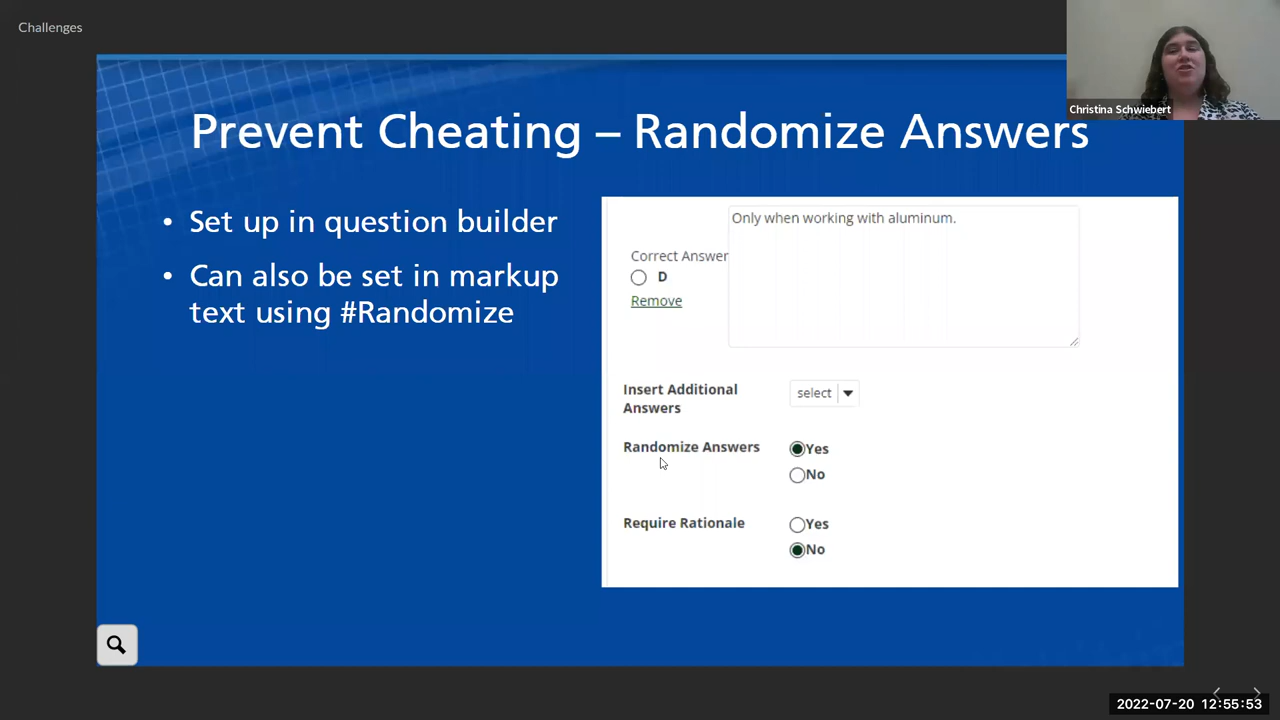 Challenges
Christina Schwiebert
Prevent Cheating – Randomize Answers
• Set up in question builder
• Can also be set in markup
text using #Randomize
Only when working with aluminum.
Correct Answer
D
Remove
Insert Additional
Answers
select
Randomize Answers
Yes
No
Require Rationale
Yes
No
2022-07-20 12:55:53